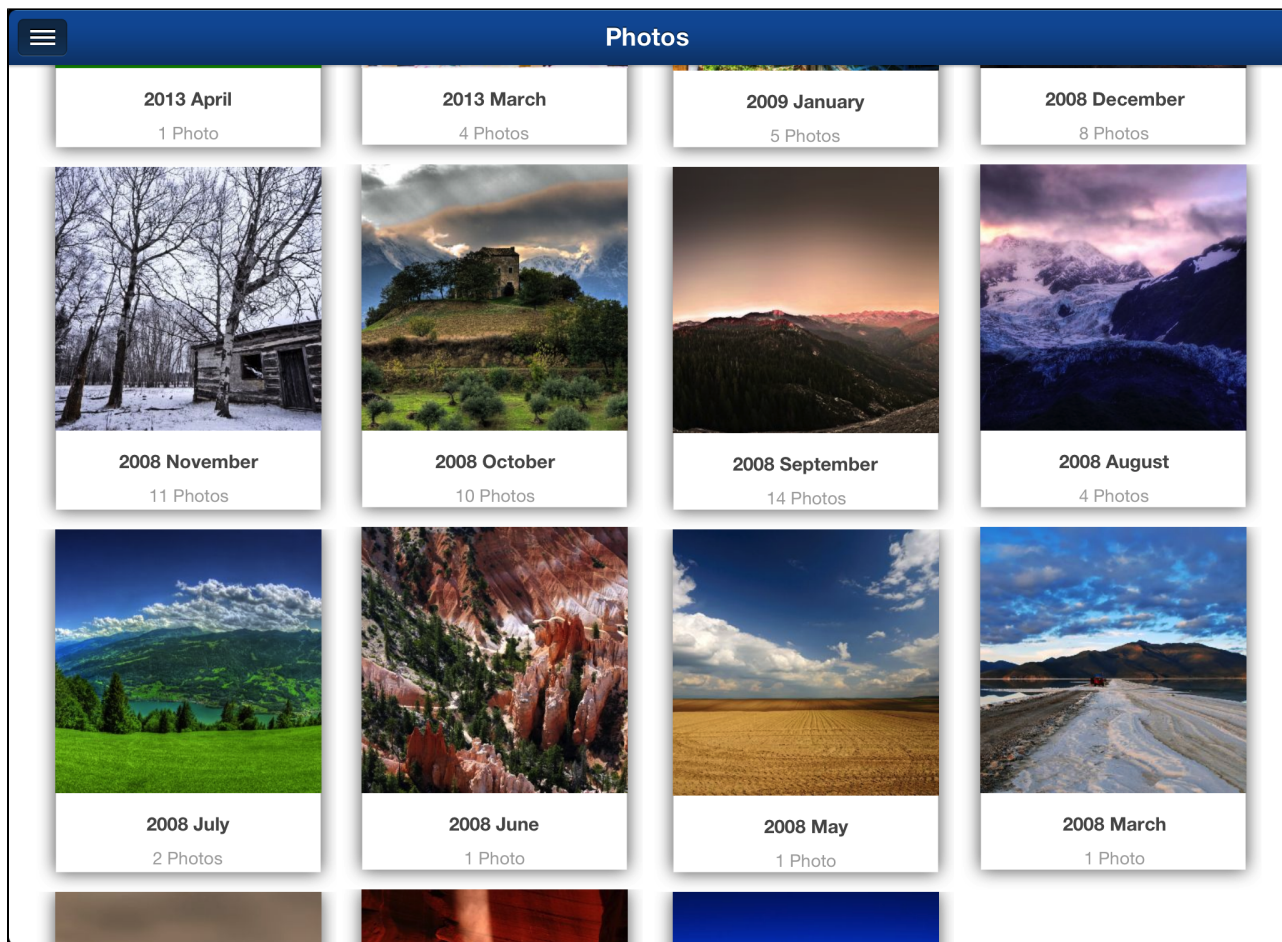 Photos
2013 April
1 Photo
2013 March
4 Photos
2009 January
5 Photos
2008 December
8 Photos
2008 November
11 Photos
2008 October
10 Photos
2008 September
14 Photos
2008 August
4 Photos
2008 July
2 Photos
2008 June
1 Photo
2008 May
1 Photo
2008 March
1 Photo